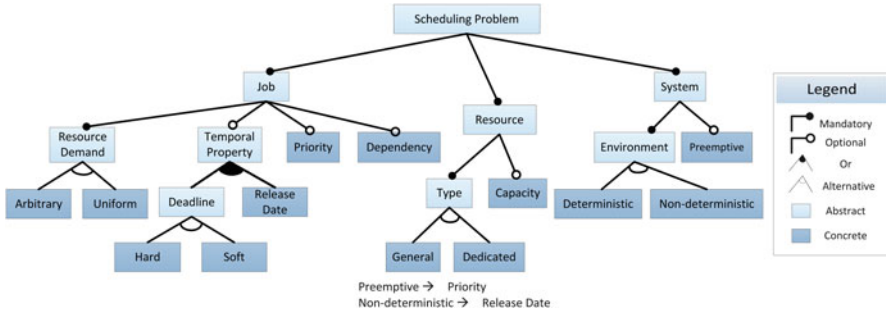 Scheduling Problem
Job
System
Legend
Resource
Mandatory
Optional
Or
Alternative
Abstract
Concrete
Resource
Demand
Temporal
Property
Priority
Dependency
Environment
Preemptive
Arbitrary
Uniform
Deadline
Release
Date
Type
Capacity
Deterministic
Non-deterministic
Hard
Soft
General
Dedicated
Preemptive → Priority
Non-deterministic → Release Date